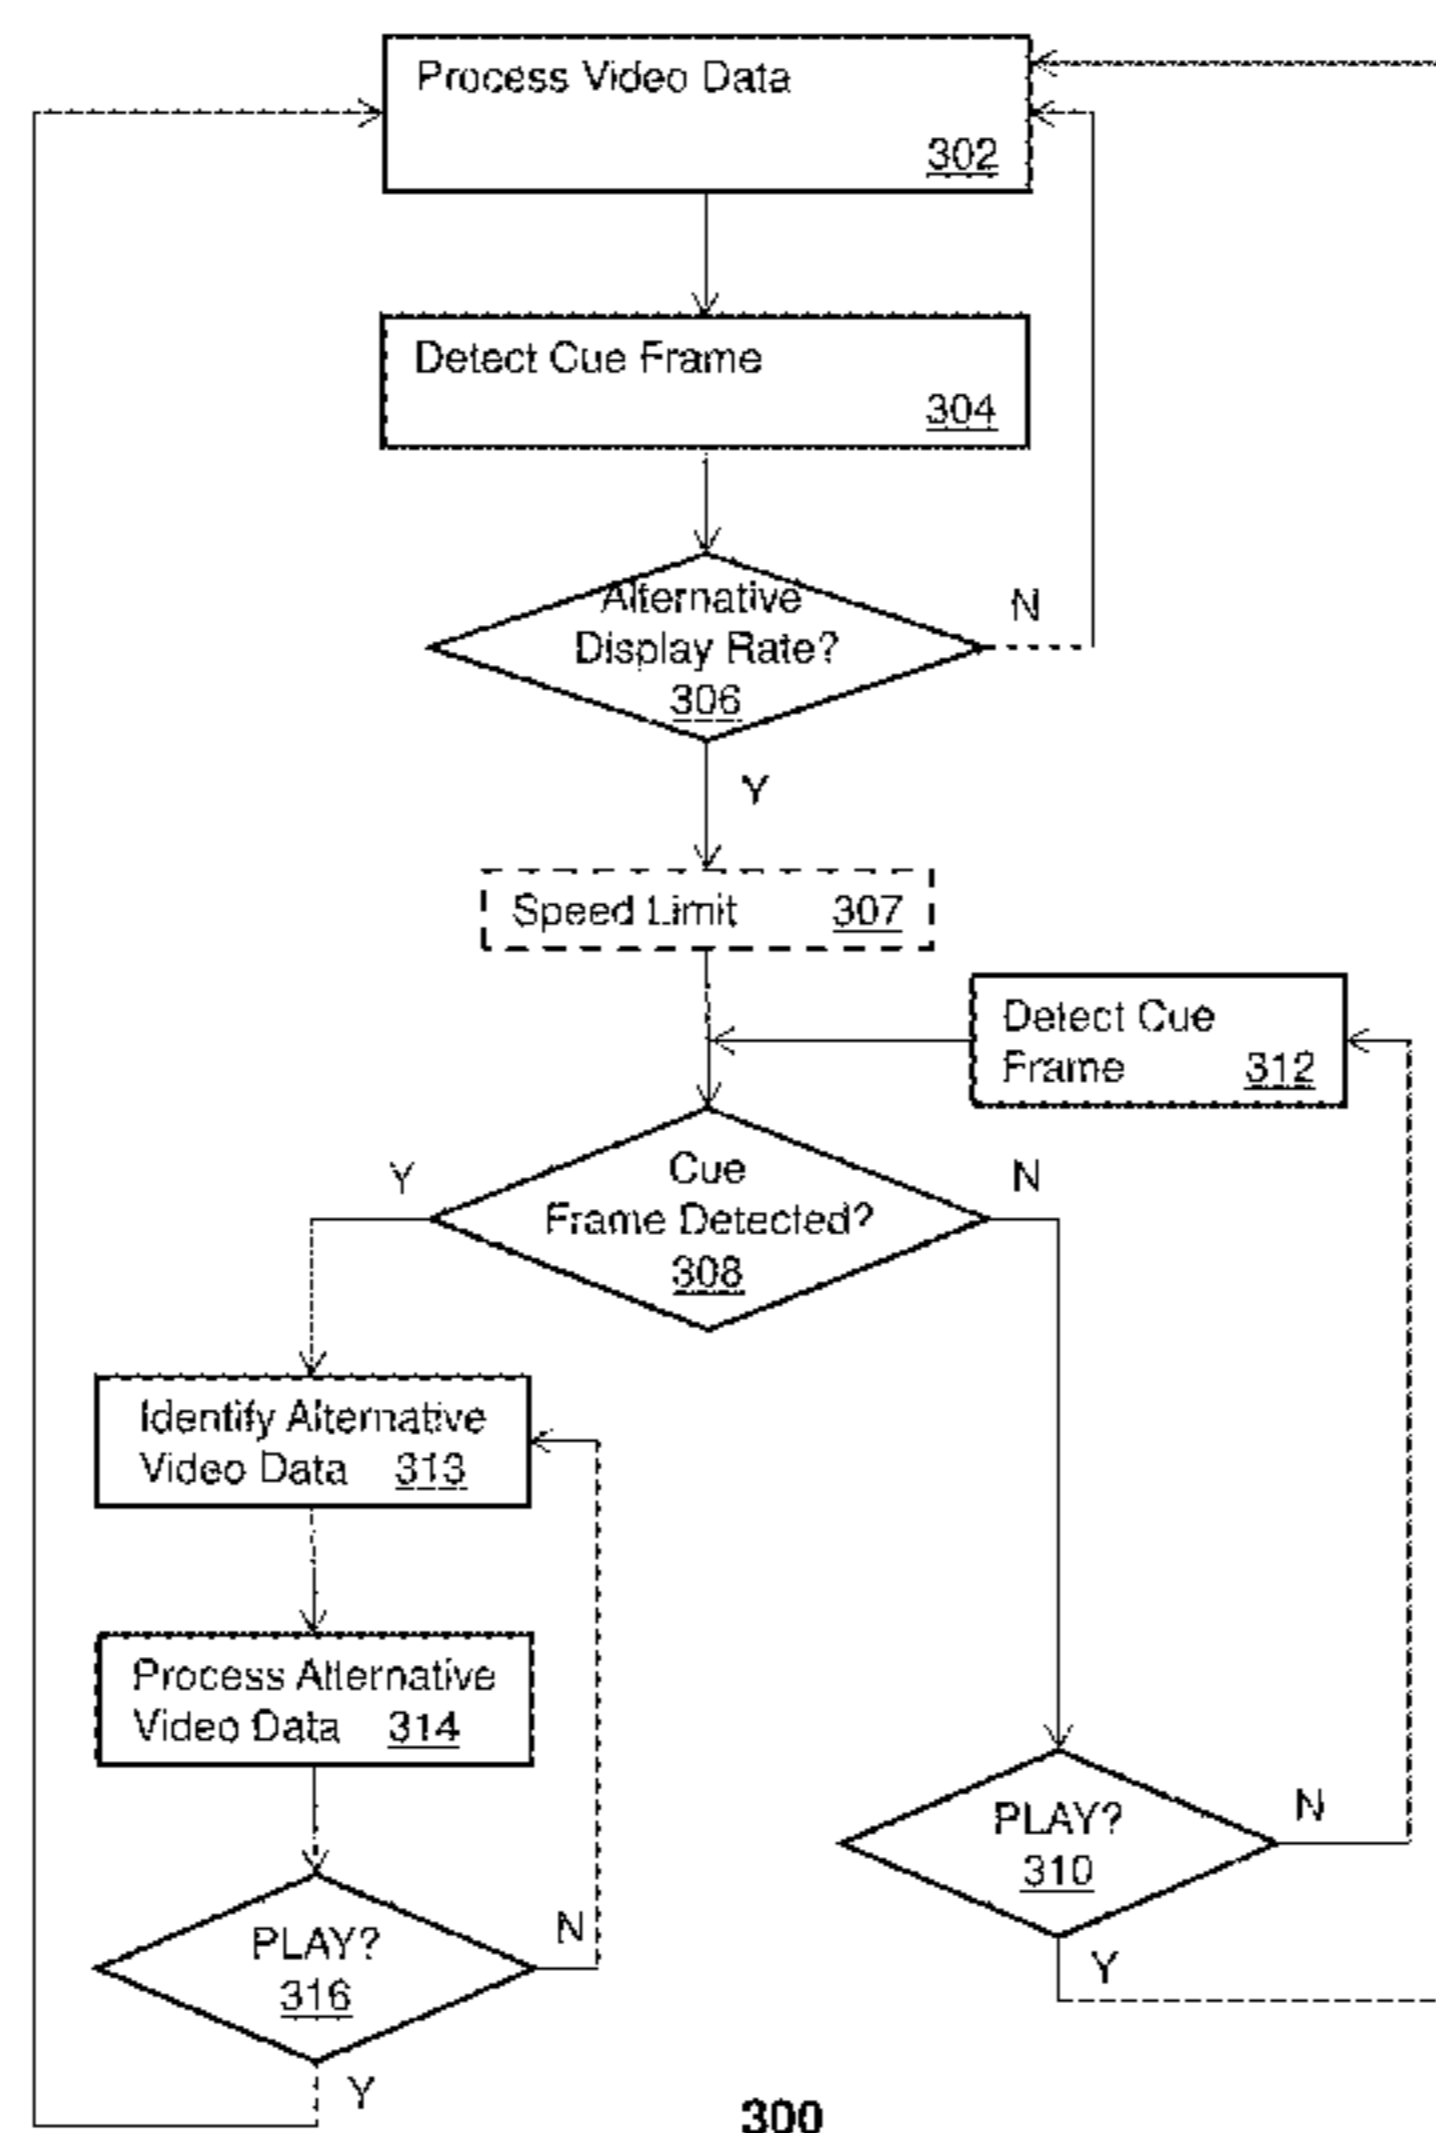 Process Video Data
302
Detect Cue Frame
304
Alternative
Display Rate?
306
N
Y
Speed Limit 307
Detect Cue
Frame 312
Cue
Frame Detected?
308
Y
N
Identify Alternative
Video Data 313
Process Alternative
Video Data 314
PLAY?
310
N
Y
PLAY?
316
N
Y
300